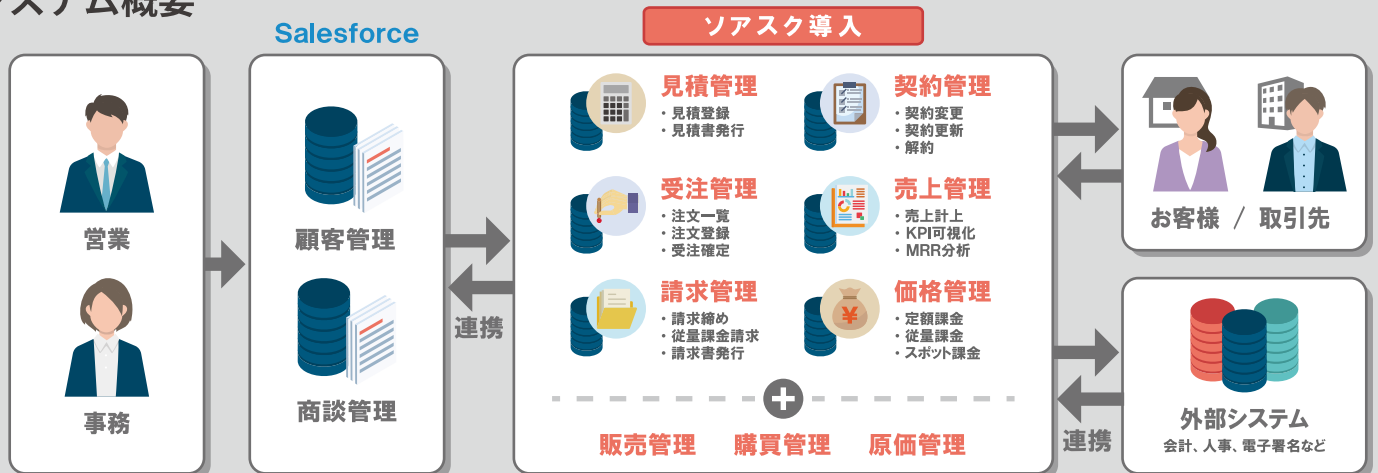 ステム概要
Salesforce
ソアスク導入
営業
事務
顧客管理
商談管理
連携
見積管理
・見積登録
・見積書発行
契約管理
・契約変更
・契約更新
・解約
受注管理
・注文一覧
・注文登録
・受注確定
売上管理
・売上計上
・KPI可視化
・MRR分析
請求管理
・請求締め
・従量課金請求
・請求書発行
価格管理
¥
・定額課金
・従量課金
・スポット課金
販売管理 購買管理 原価管理
お客様 / 取引先
連携
外部システム
会計、人事、電子署名など